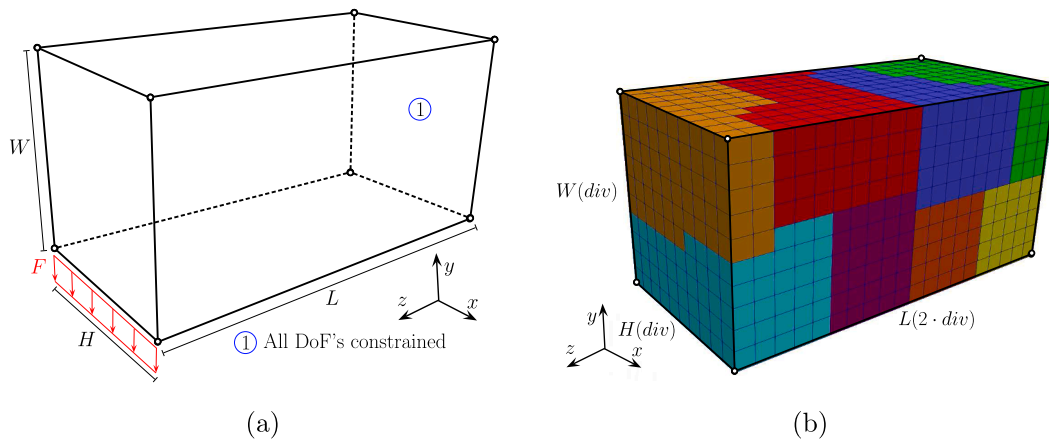 1
W
F
H
L
y
z
x
1 All DoF's constrained
(a)
W(div)
H(div)
L(2 · div)
y
z
x
(b)